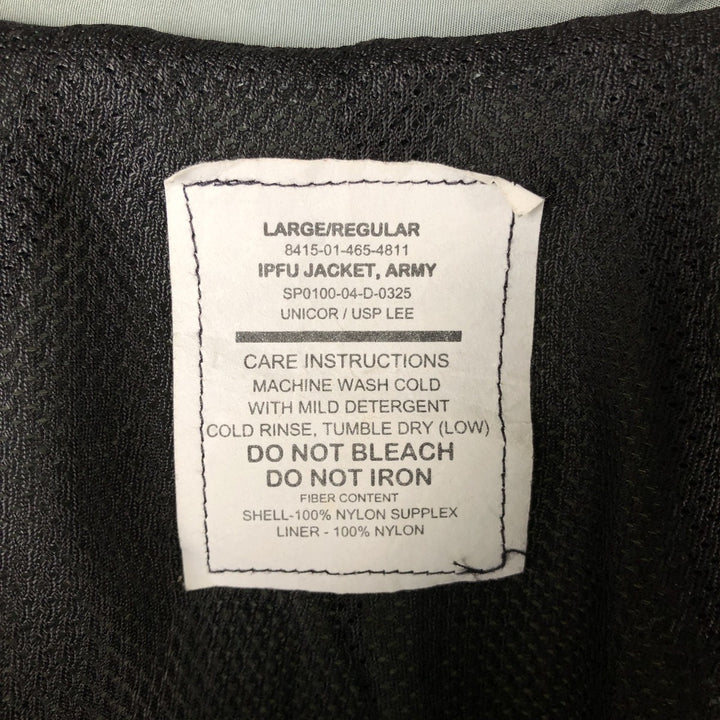 LARGE/REGULAR
8415-01-465-4811
IPFU JACKET, ARMY
SP0100-04-D-0325
UNICOR / USP LEE
CARE INSTRUCTIONS
MACHINE WASH COLD
WITH MILD DETERGENT
COLD RINSE, TUMBLE DRY (LOW)
DO NOT BLEACH
DO NOT IRON
FIBER CONTENT
SHELL-100% NYLON SUPPLEX
LINER - 100% NYLON